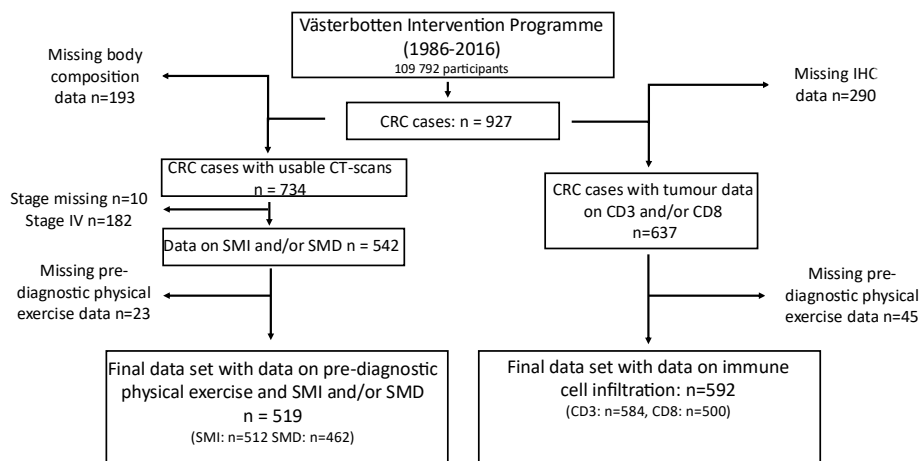 Västerbotten Intervention Programme
(1986-2016)
109 792 participants
Missing body
composition
data n=193
Missing IHC
data n=290
CRC cases: n = 927
CRC cases with usable CT-scans
n = 734
Stage missing n=10
Stage IV n=182
CRC cases with tumour data
on CD3 and/or CD8
n=637
Data on SMI and/or SMD n = 542
Missing pre-
diagnostic physical
exercise data n=23
Missing pre-
diagnostic physical
exercise data n=45
Final data set with data on pre-diagnostic
physical exercise and SMI and/or SMD
n = 519
(SMI: n=512 SMD: n=462)
Final data set with data on immune
cell infiltration: n=592
(CD3: n=584, CD8: n=500)